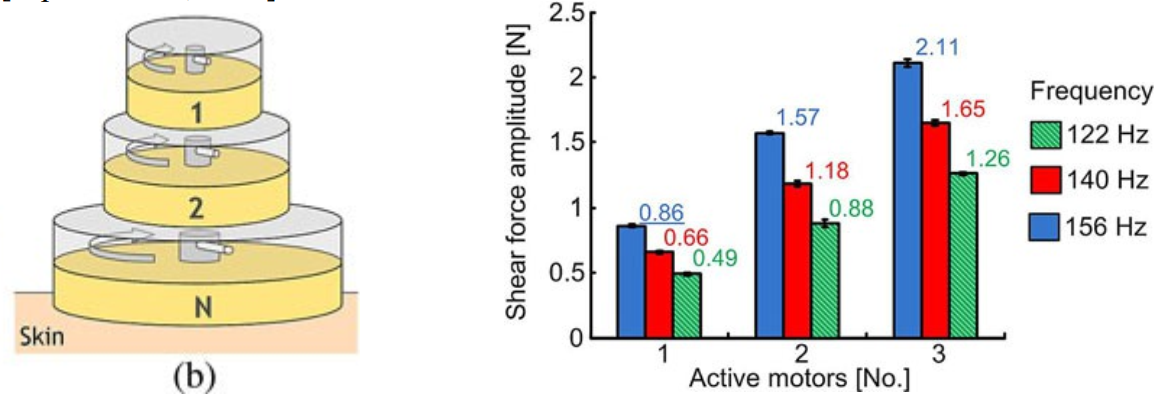 1
2
N
Skin
(b)
Shear force amplitude [N]
2.5
2
1.5
1
0.5
0
0.86
0.66
0.49
1.57
1.18
0.88
2.11
1.65
1.26
1 2 3
Active motors [No.]
Frequency
122 Hz
140 Hz
156 Hz